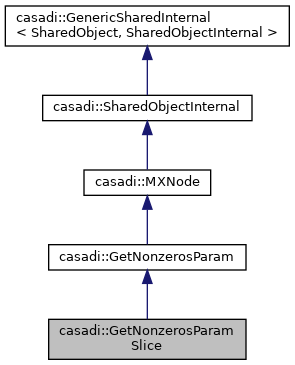 casadi::GenericSharedInternal
< SharedObject, SharedObjectInternal >
casadi::SharedObjectInternal
casadi::MXNode
casadi::GetNonzerosParam
casadi::GetNonzerosParam
Slice